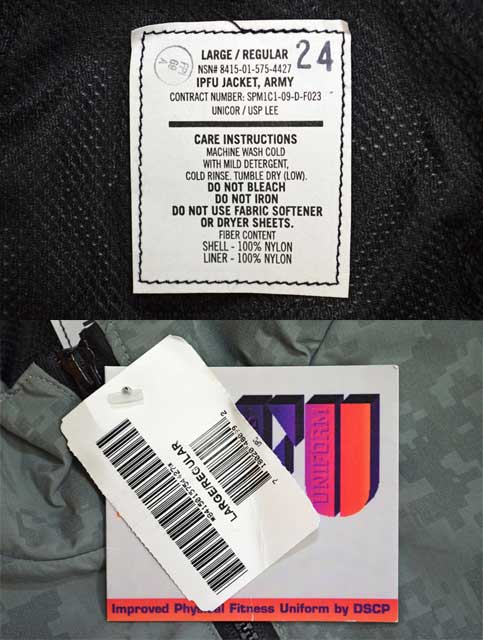 LARGE / REGULAR
24
NSN# 8415-01-575-4427
IPFU JACKET, ARMY
CONTRACT NUMBER: SPM1C1-09-D-F023
UNICOR / USP LEE
CARE INSTRUCTIONS
MACHINE WASH COLD
WITH MILD DETERGENT,
COLD RINSE. TUMBLE DRY (LOW).
DO NOT BLEACH
DO NOT IRON
DO NOT USE FABRIC SOFTENER
OR DRYER SHEETS.
FIBER CONTENT
SHELL - 100% NYLON
LINER - 100% NYLON
LARGE/REGULAR
UPC
UNIFORM
Improved Physical Fitness Uniform by DSCP